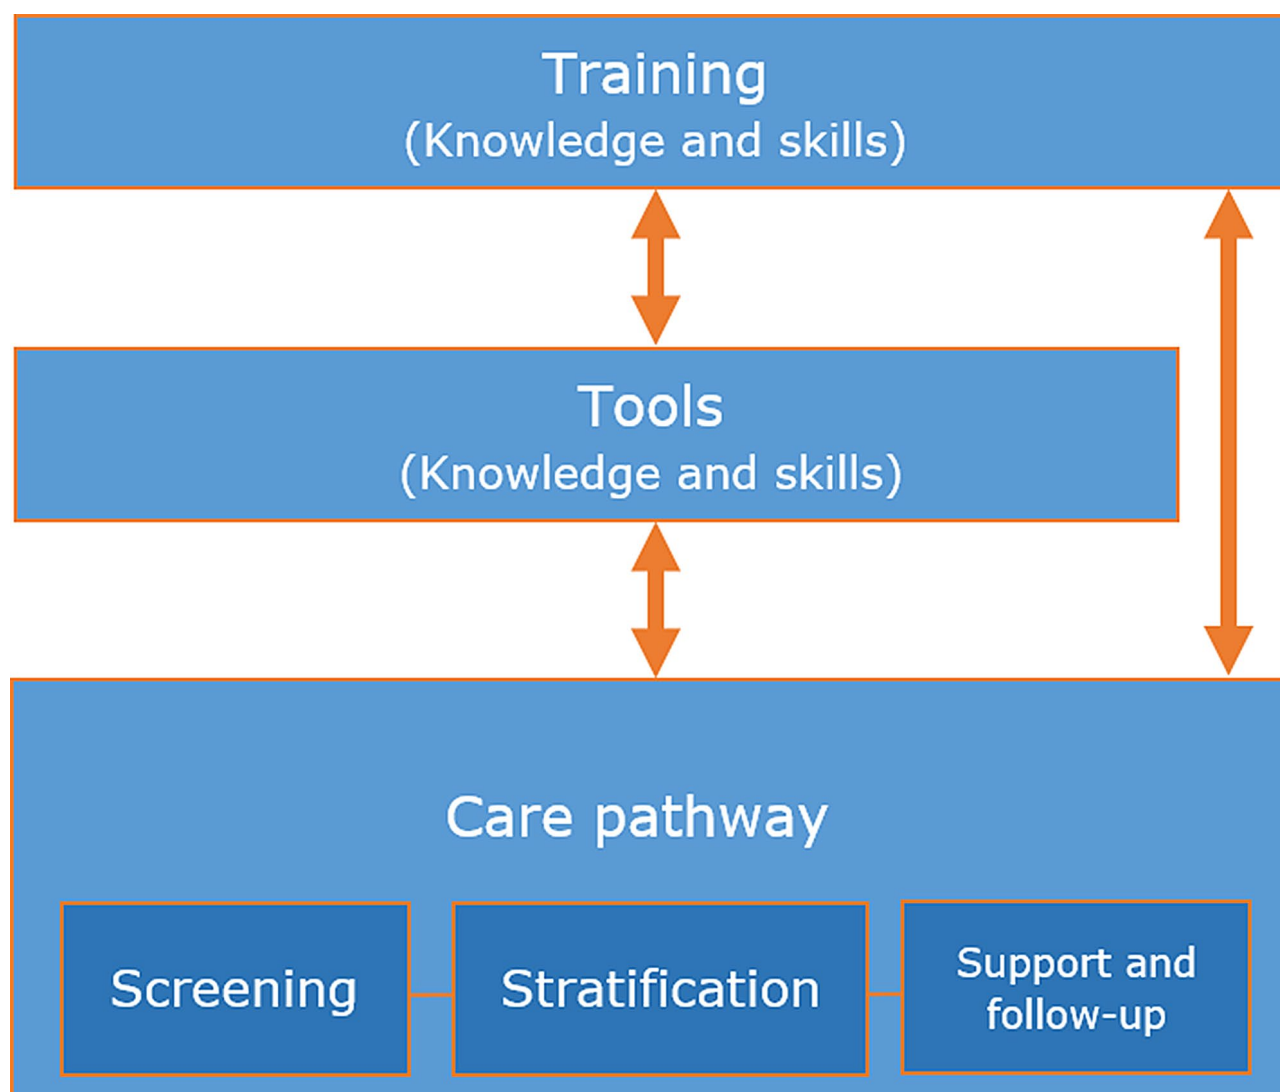 Training
(Knowledge and skills)
Tools
(Knowledge and skills)
Care pathway
Screening
Stratification
Support and
follow-up